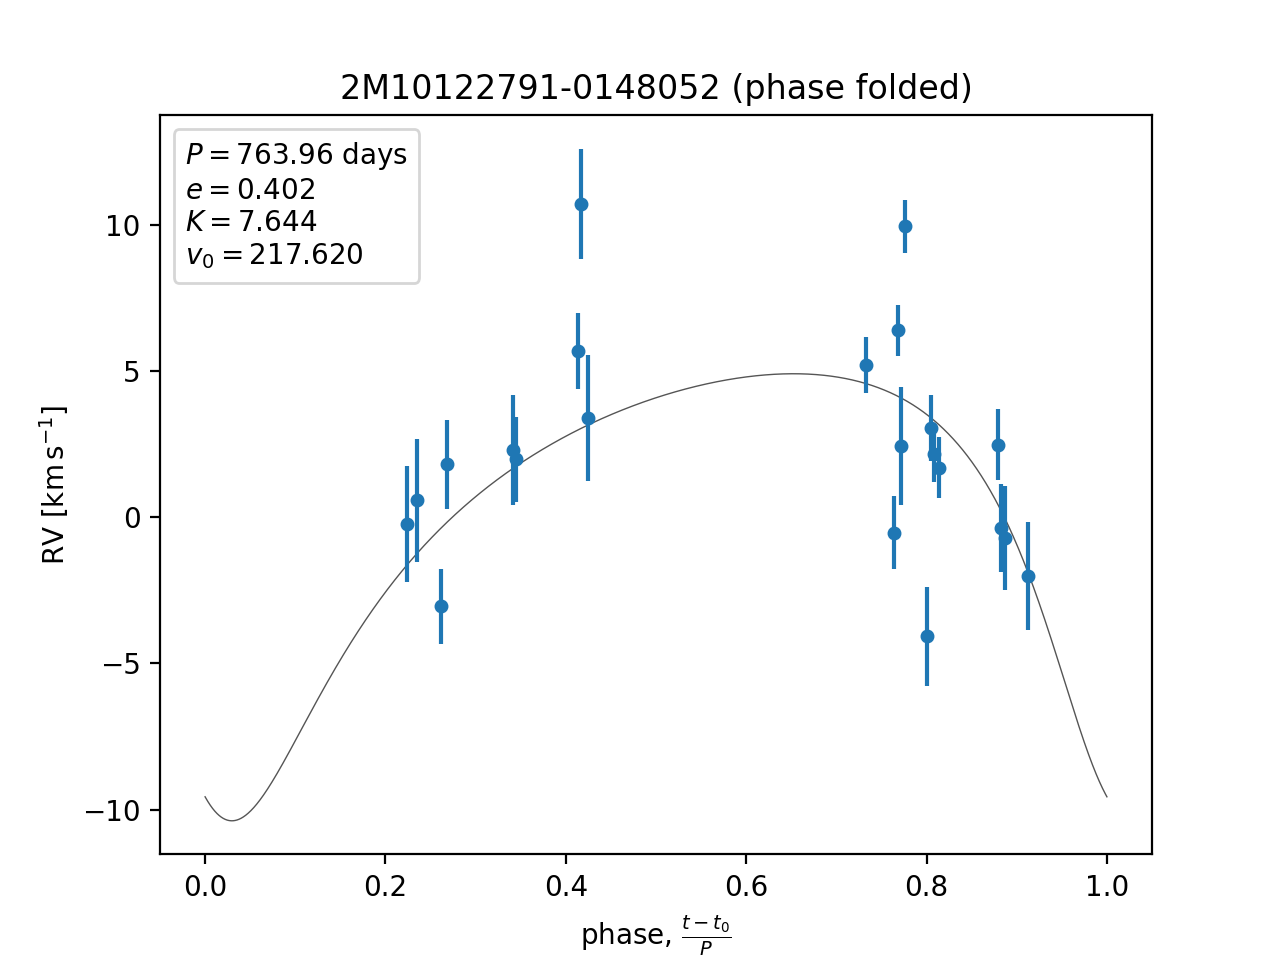 2M10122791-0148052 (phase folded)
P = 763.96 days
e = 0.402
K = 7.644
v₀ = 217.620
10
5
0
−5
−10
RV [km s⁻¹]
0.0 0.2 0.4 0.6 0.8 1.0
phase, (t − t₀)/P